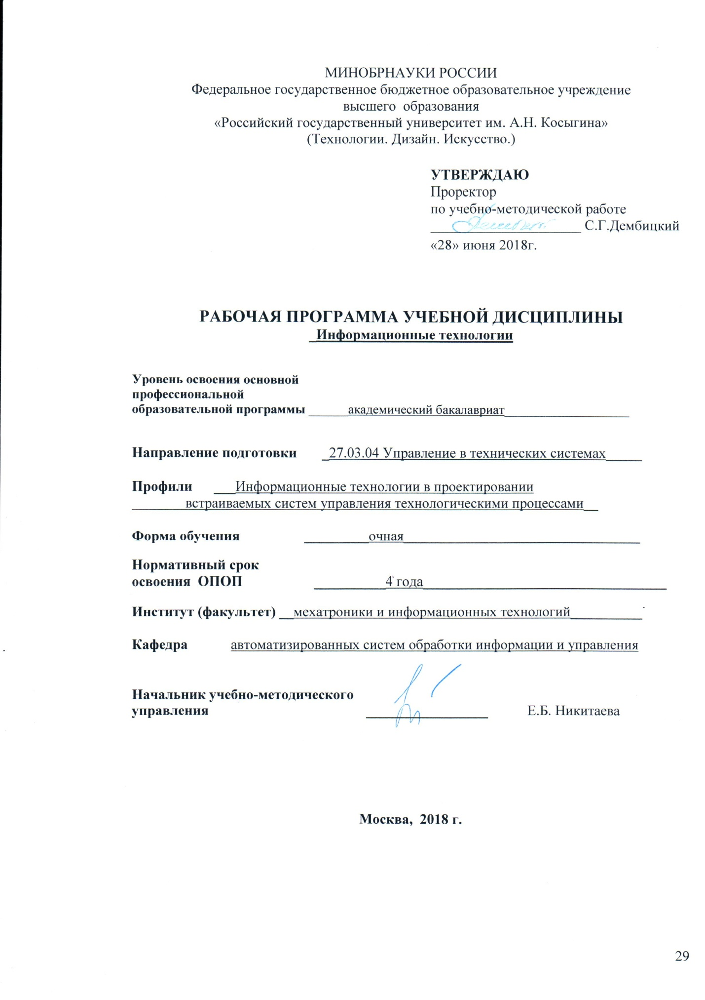 МИНОБРНАУКИ РОССИИ
Федеральное государственное бюджетное образовательное учреждение
высшего образования
«Российский государственный университет им. А.Н. Косыгина»
(Технологии. Дизайн. Искусство.)
УТВЕРЖДАЮ
Проректор
по учебно-методической работе
С.Г.Дембицкий
«28» июня 2018г.
РАБОЧАЯ ПРОГРАММА УЧЕБНОЙ ДИСЦИПЛИНЫ
Информационные технологии
Уровень освоения основной
профессиональной
образовательной программы академический бакалавриат
Направление подготовки 27.03.04 Управление в технических системах
Профили Информационные технологии в проектировании
встраиваемых систем управления технологическими процессами
Форма обучения очная
Нормативный срок
освоения ОПОП 4 года
Институт (факультет) мехатроники и информационных технологий
Кафедра автоматизированных систем обработки информации и управления
Начальник учебно-методического
управления Е.Б. Никитаева
Москва, 2018 г.
29